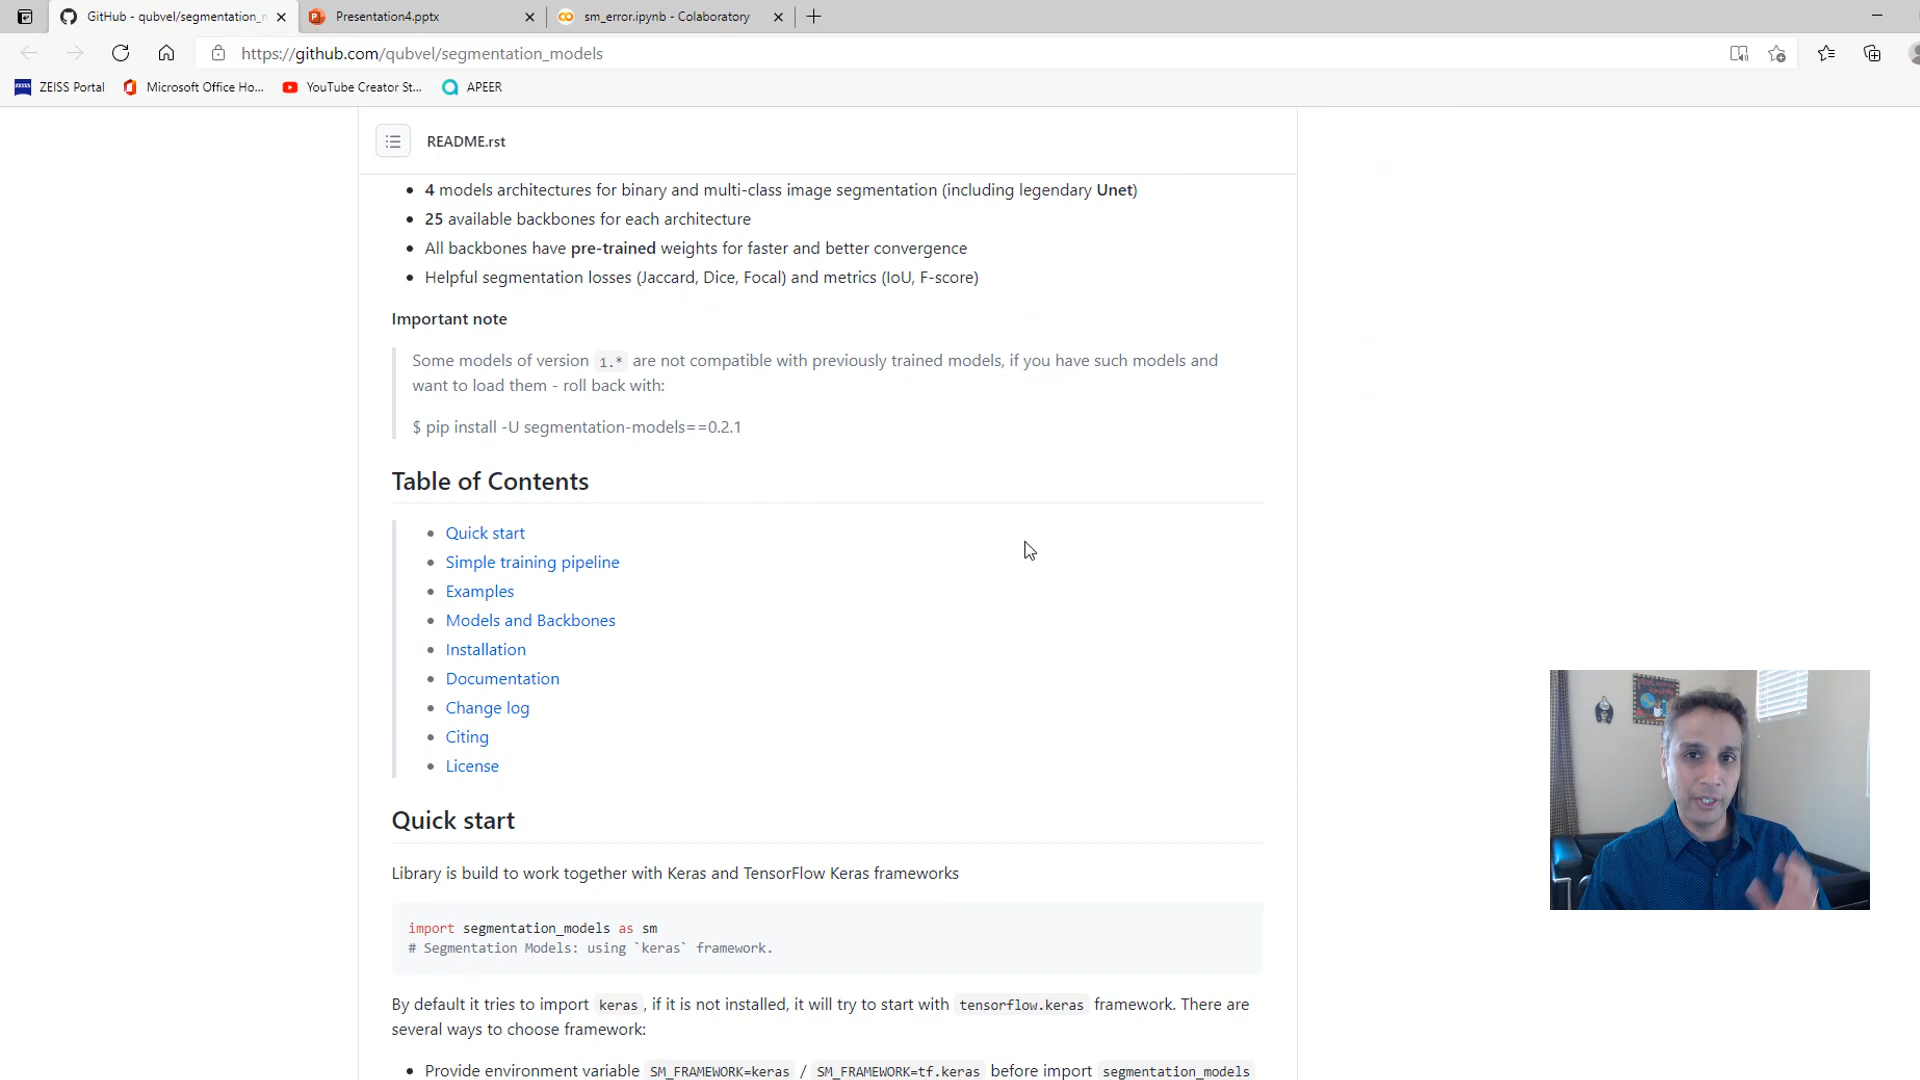 GitHub - qubvel/segmentation_n
Presentation4.pptx
sm_error.ipynb - Colaboratory
https://github.com/qubvel/segmentation_models
ZEISS Portal
Microsoft Office Ho...
YouTube Creator St...
APEER
README.rst
4 models architectures for binary and multi-class image segmentation (including legendary Unet)
25 available backbones for each architecture
All backbones have pre-trained weights for faster and better convergence
Helpful segmentation losses (Jaccard, Dice, Focal) and metrics (IoU, F-score)
Important note
Some models of version 1.* are not compatible with previously trained models, if you have such models and
want to load them - roll back with:
$ pip install -U segmentation-models==0.2.1
Table of Contents
Quick start
Simple training pipeline
Examples
Models and Backbones
Installation
Documentation
Change log
Citing
License
Quick start
Library is build to work together with Keras and TensorFlow Keras frameworks
import segmentation_models as sm
# Segmentation Models: using `keras` framework.
By default it tries to import keras, if it is not installed, it will try to start with tensorflow.keras framework. There are
several ways to choose framework:
Provide environment variable SM_FRAMEWORK=keras / SM_FRAMEWORK=tf.keras before import segmentation_models